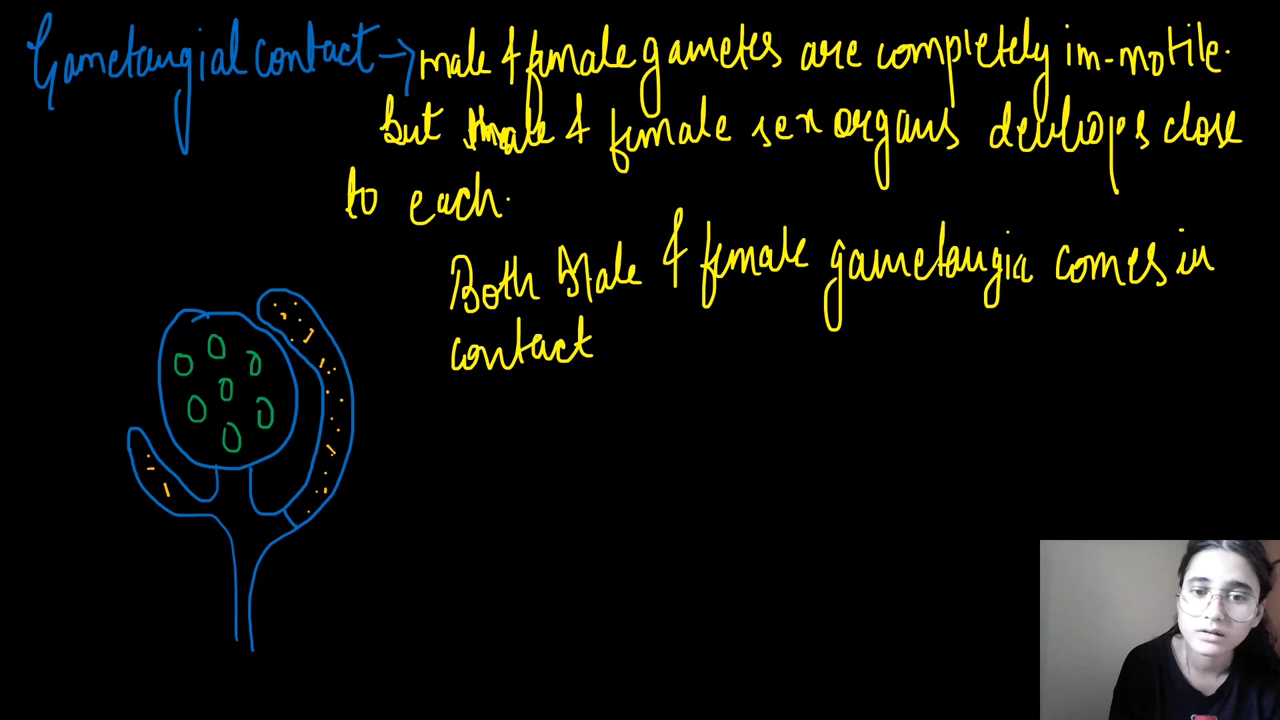 Gametangial contact → male & female gametes are completely im-motile.
But male & female sex organs develops close
to each.
Both Male & female gametangia comes in
contact